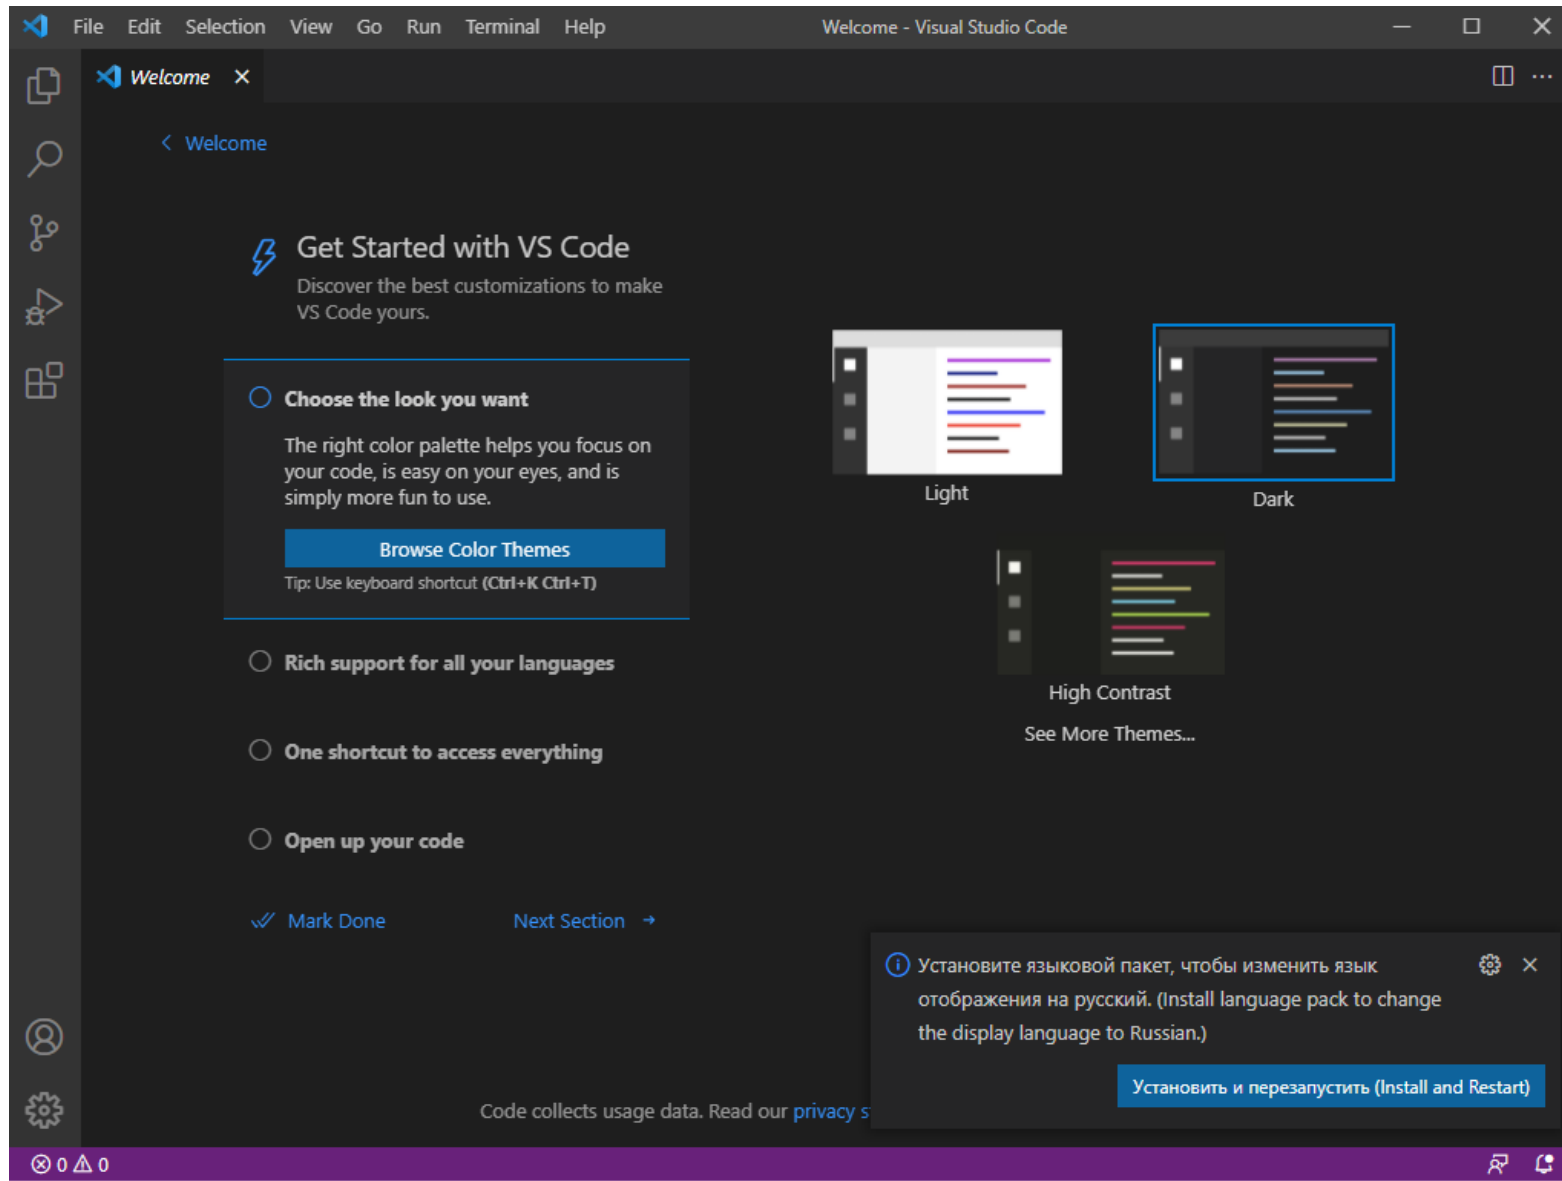 File Edit Selection View Go Run Terminal Help Welcome - Visual Studio Code
Welcome
Welcome
Get Started with VS Code
Discover the best customizations to make
VS Code yours.
Choose the look you want
The right color palette helps you focus on
your code, is easy on your eyes, and is
simply more fun to use.
Browse Color Themes
Tip: Use keyboard shortcut (Ctrl+K Ctrl+T)
Rich support for all your languages
One shortcut to access everything
Open up your code
Mark Done Next Section
Light
Dark
High Contrast
See More Themes...
Установите языковой пакет, чтобы изменить язык
отображения на русский. (Install language pack to change
the display language to Russian.)
Установить и перезапустить (Install and Restart)
Code collects usage data. Read our privacy s
0 0